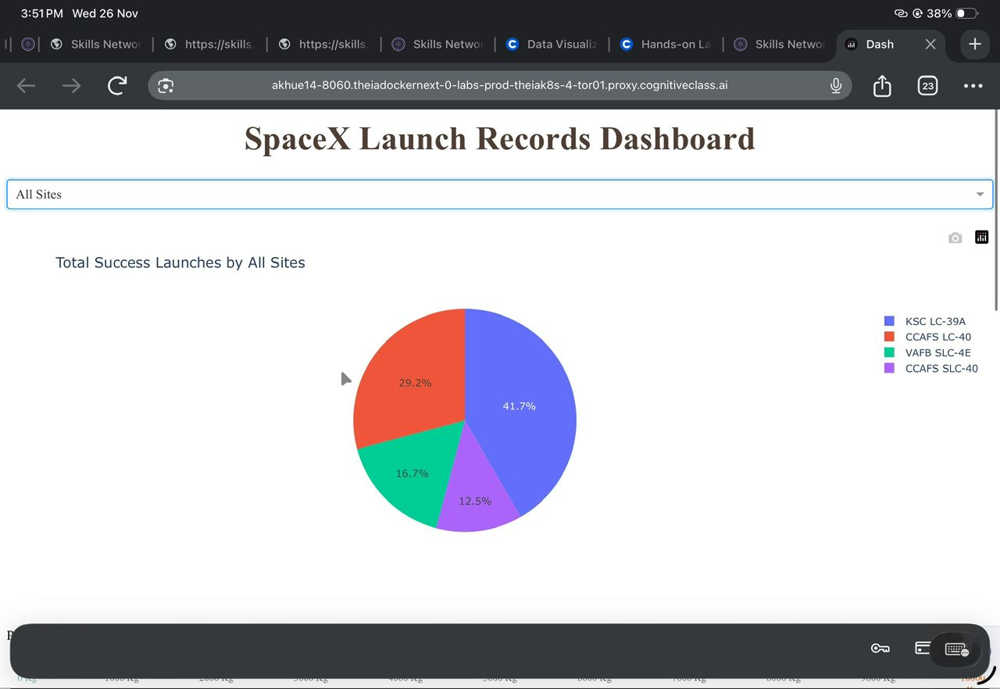 3:51 PM Wed 26 Nov
38%
Skills Networ
https://skills.
https://skills.
Skills Networ
Data Visualiz
Hands-on La
Skills Networ
Dash
akhue14-8060.theiadockernext-0-labs-prod-theiak8s-4-tor01.proxy.cognitiveclass.ai
23
SpaceX Launch Records Dashboard
All Sites
Total Success Launches by All Sites
KSC LC-39A
CCAFS LC-40
VAFB SLC-4E
CCAFS SLC-40
29.2%
41.7%
16.7%
12.5%